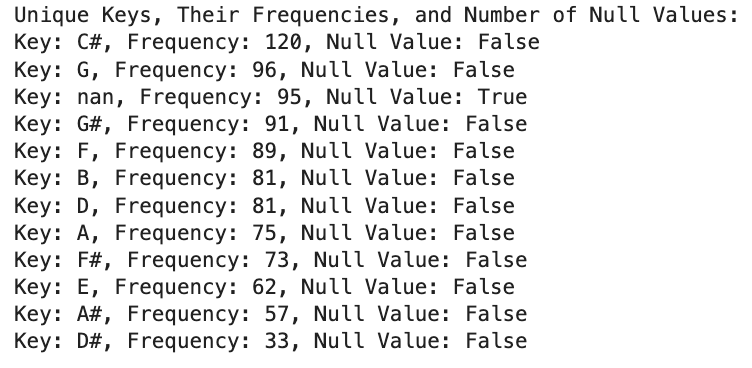 Unique Keys, Their Frequencies, and Number of Null Values:
Key: C#, Frequency: 120, Null Value: False
Key: G, Frequency: 96, Null Value: False
Key: nan, Frequency: 95, Null Value: True
Key: G#, Frequency: 91, Null Value: False
Key: F, Frequency: 89, Null Value: False
Key: B, Frequency: 81, Null Value: False
Key: D, Frequency: 81, Null Value: False
Key: A, Frequency: 75, Null Value: False
Key: F#, Frequency: 73, Null Value: False
Key: E, Frequency: 62, Null Value: False
Key: A#, Frequency: 57, Null Value: False
Key: D#, Frequency: 33, Null Value: False